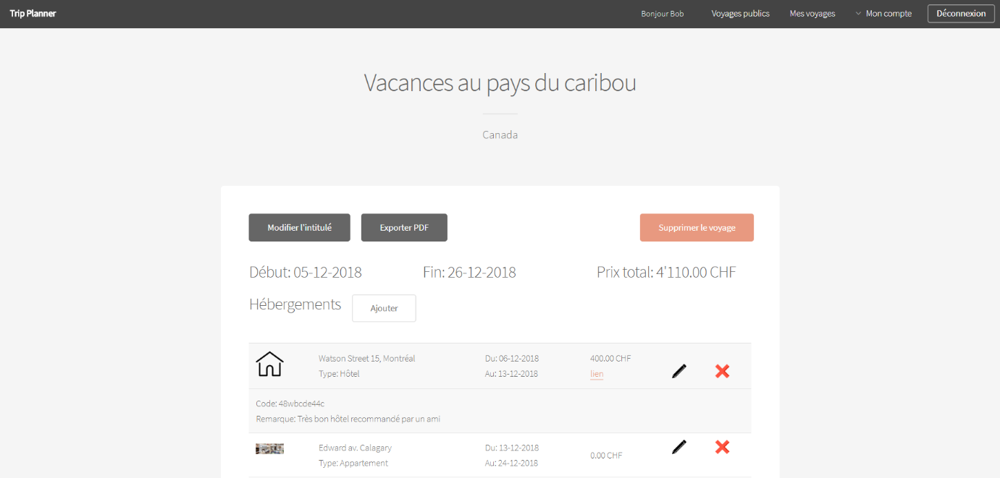 Trip Planner
Bonjour Bob
Voyages publics
Mes voyages
Mon compte
Déconnexion
Vacances au pays du caribou
Canada
Modifier l'intitulé
Exporter PDF
Supprimer le voyage
Début: 05-12-2018
Fin: 26-12-2018
Prix total: 4'110.00 CHF
Hébergements
Ajouter
Watson Street 15, Montréal
Type: Hôtel
Du: 06-12-2018
Au: 13-12-2018
400.00 CHF
lien
Code: 48wbcde44c
Remarque: Très bon hôtel recommandé par un ami
Edward av. Calagary
Type: Appartement
Du: 13-12-2018
Au: 24-12-2018
0.00 CHF